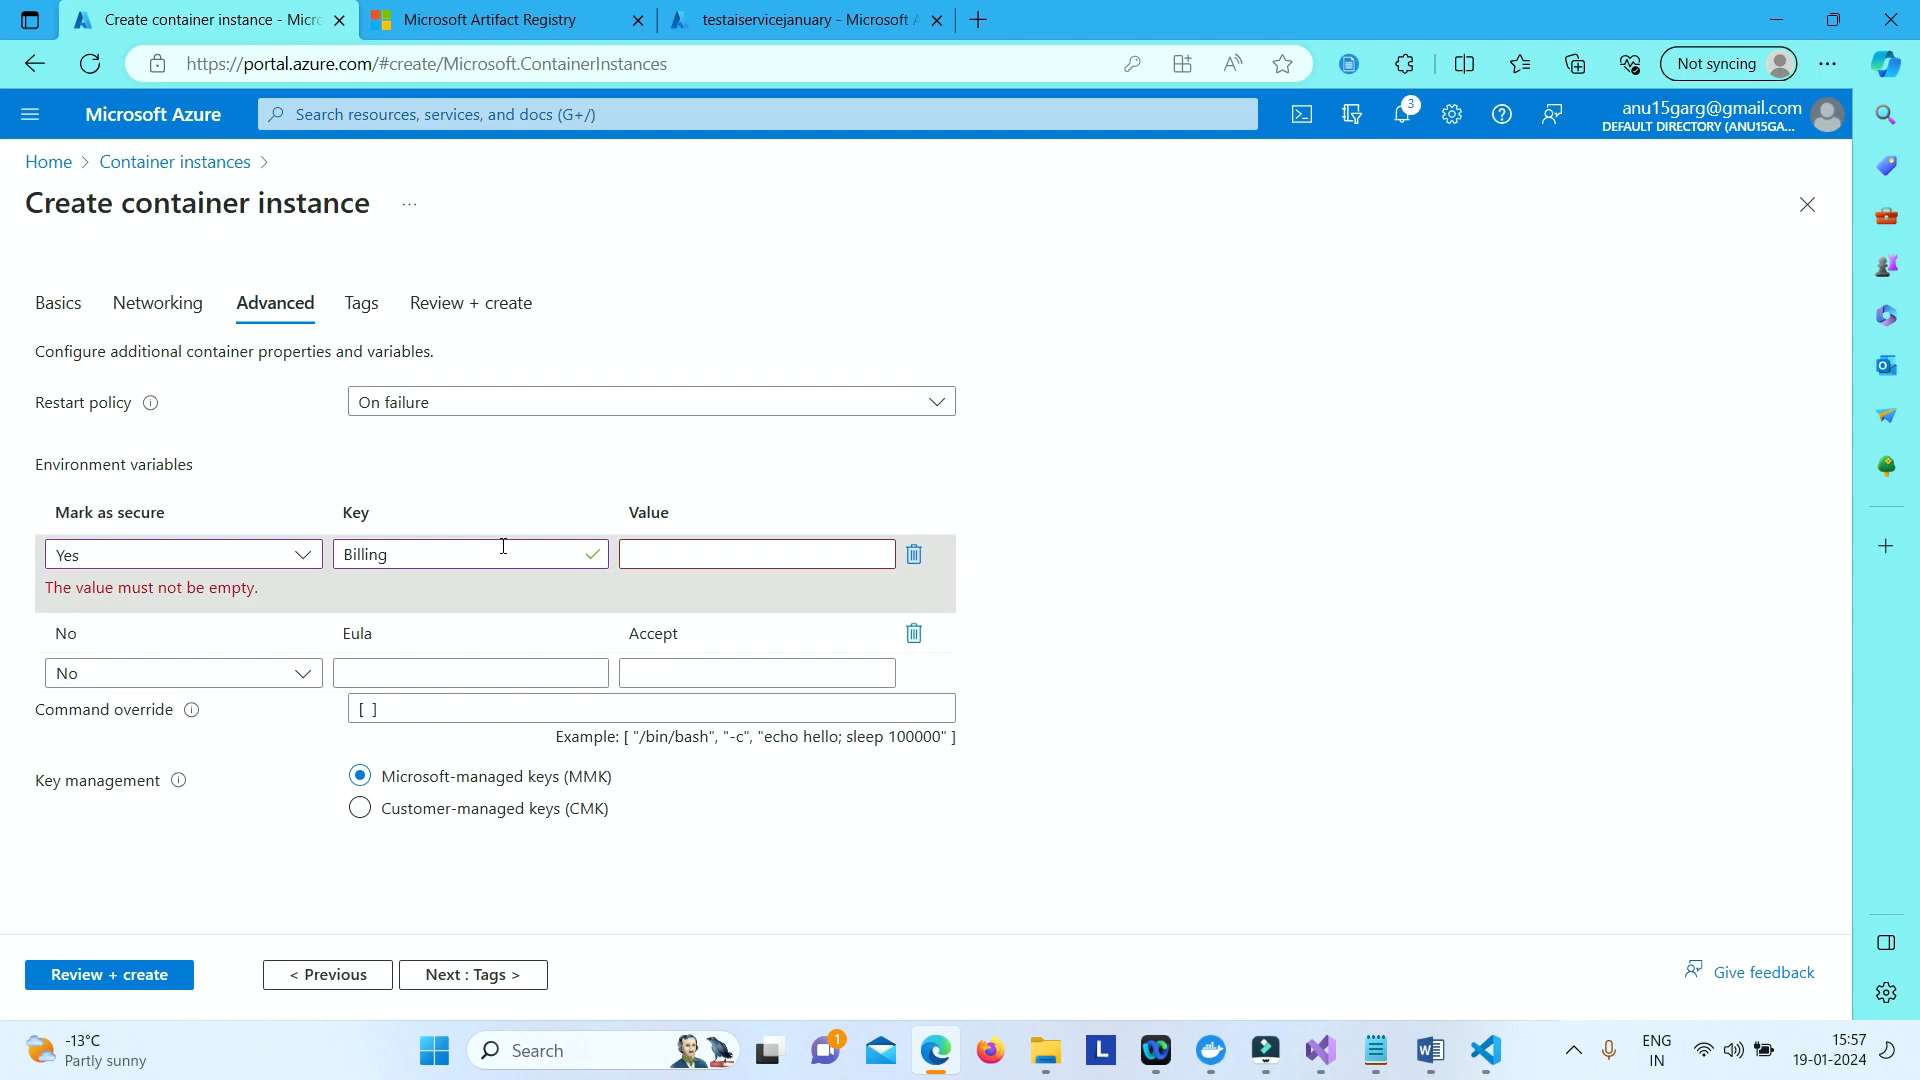 Create container instance - Micr
Microsoft Artifact Registry
testaiservicejanuary - Microsoft A
https://portal.azure.com/#create/Microsoft.ContainerInstances
Not syncing
Microsoft Azure
Search resources, services, and docs (G+/)
3
anu15garg@gmail.com
DEFAULT DIRECTORY (ANU15GA...
Home > Container instances >
Create container instance ...
Basics Networking Advanced Tags Review + create
Configure additional container properties and variables.
Restart policy
On failure
Environment variables
Mark as secure Key Value
Yes Billing
The value must not be empty.
No Eula Accept
No
Command override
[ ]
Example: [ "/bin/bash", "-c", "echo hello; sleep 100000" ]
Key management
Microsoft-managed keys (MMK)
Customer-managed keys (CMK)
Review + create
< Previous
Next : Tags >
Give feedback
-13°C
Partly sunny
Search
1
ENG
IN
15:57
19-01-2024